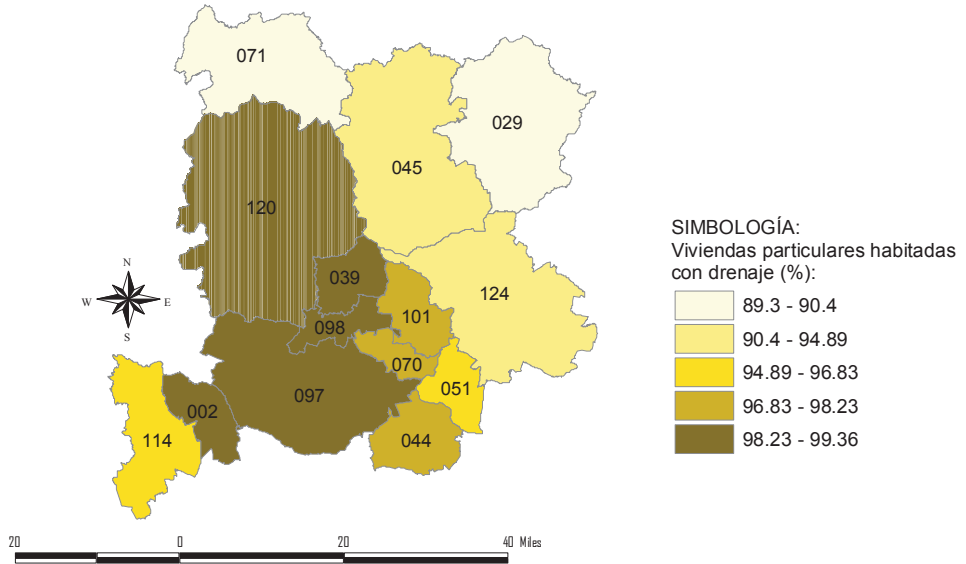 071
029
045
120
039
124
101
098
070
051
097
002
044
114
N
W E
S
SIMBOLOGÍA:
Viviendas particulares habitadas
con drenaje (%):
89.3 - 90.4
90.4 - 94.89
94.89 - 96.83
96.83 - 98.23
98.23 - 99.36
20 0 20 40 Miles